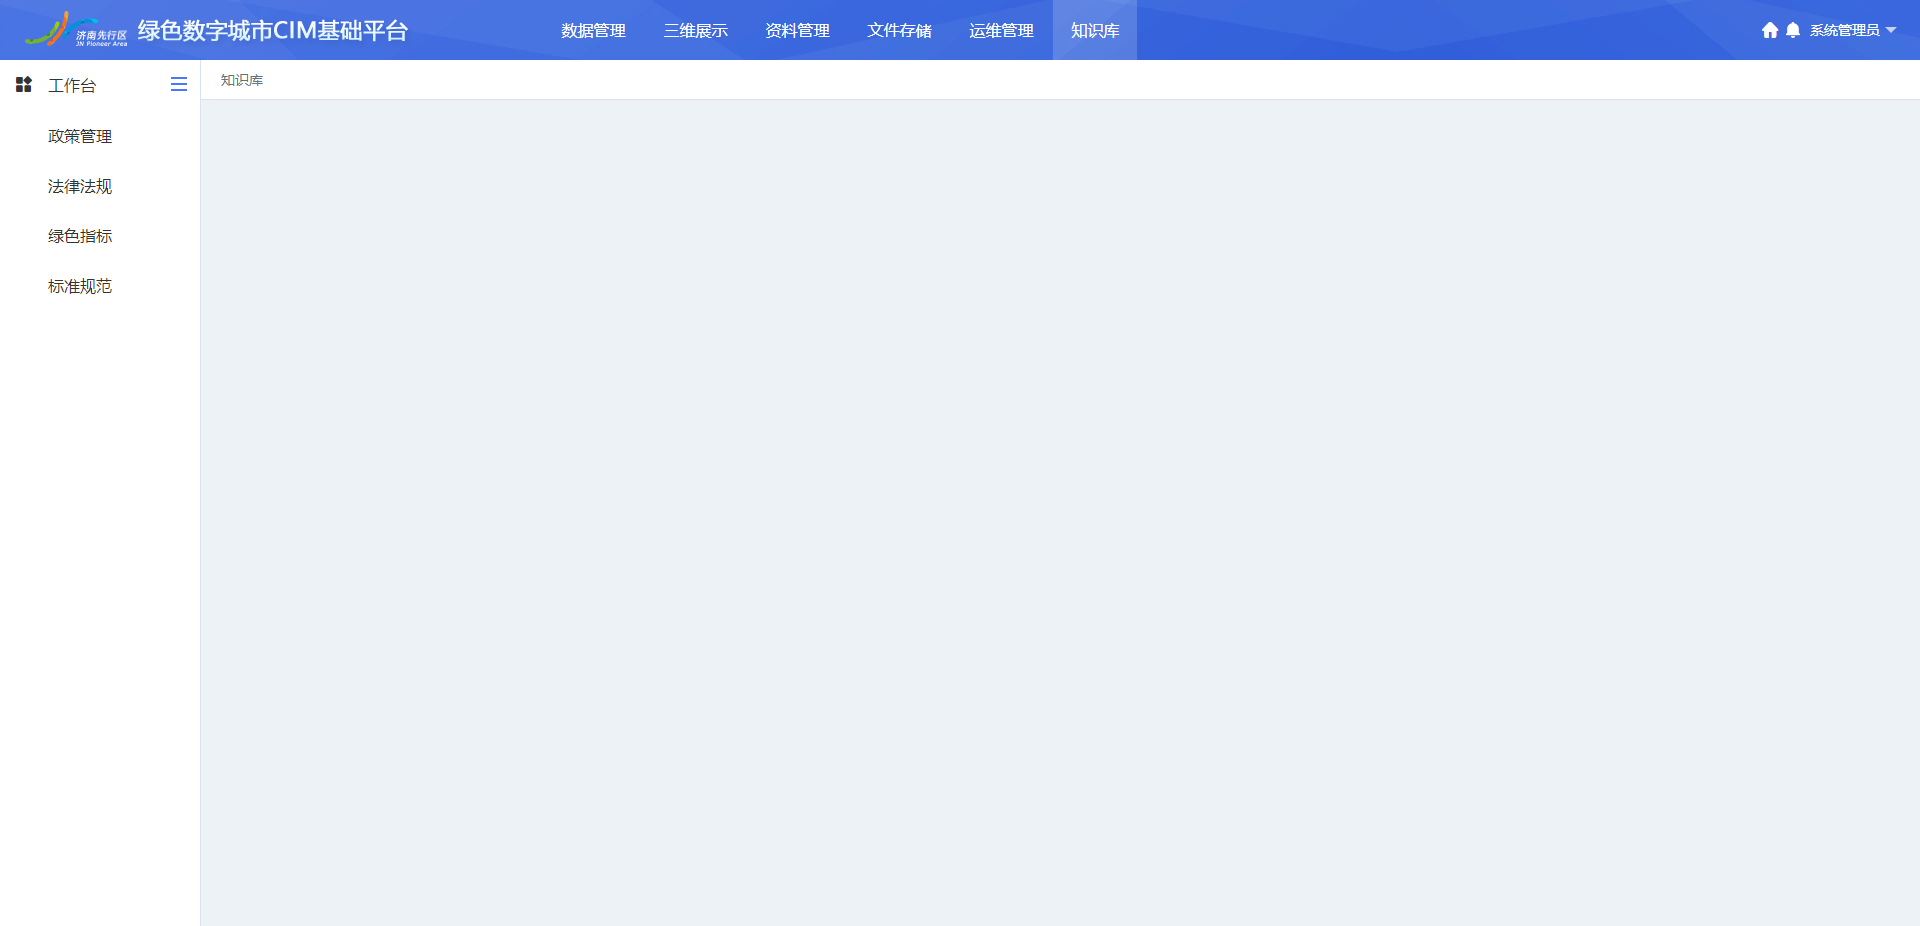 济南先行区
JN Pioneer Area
绿色数字城市CIM基础平台
数据管理 三维展示 资料管理 文件存储 运维管理 知识库
系统管理员
工作台
知识库
政策管理
法律法规
绿色指标
标准规范